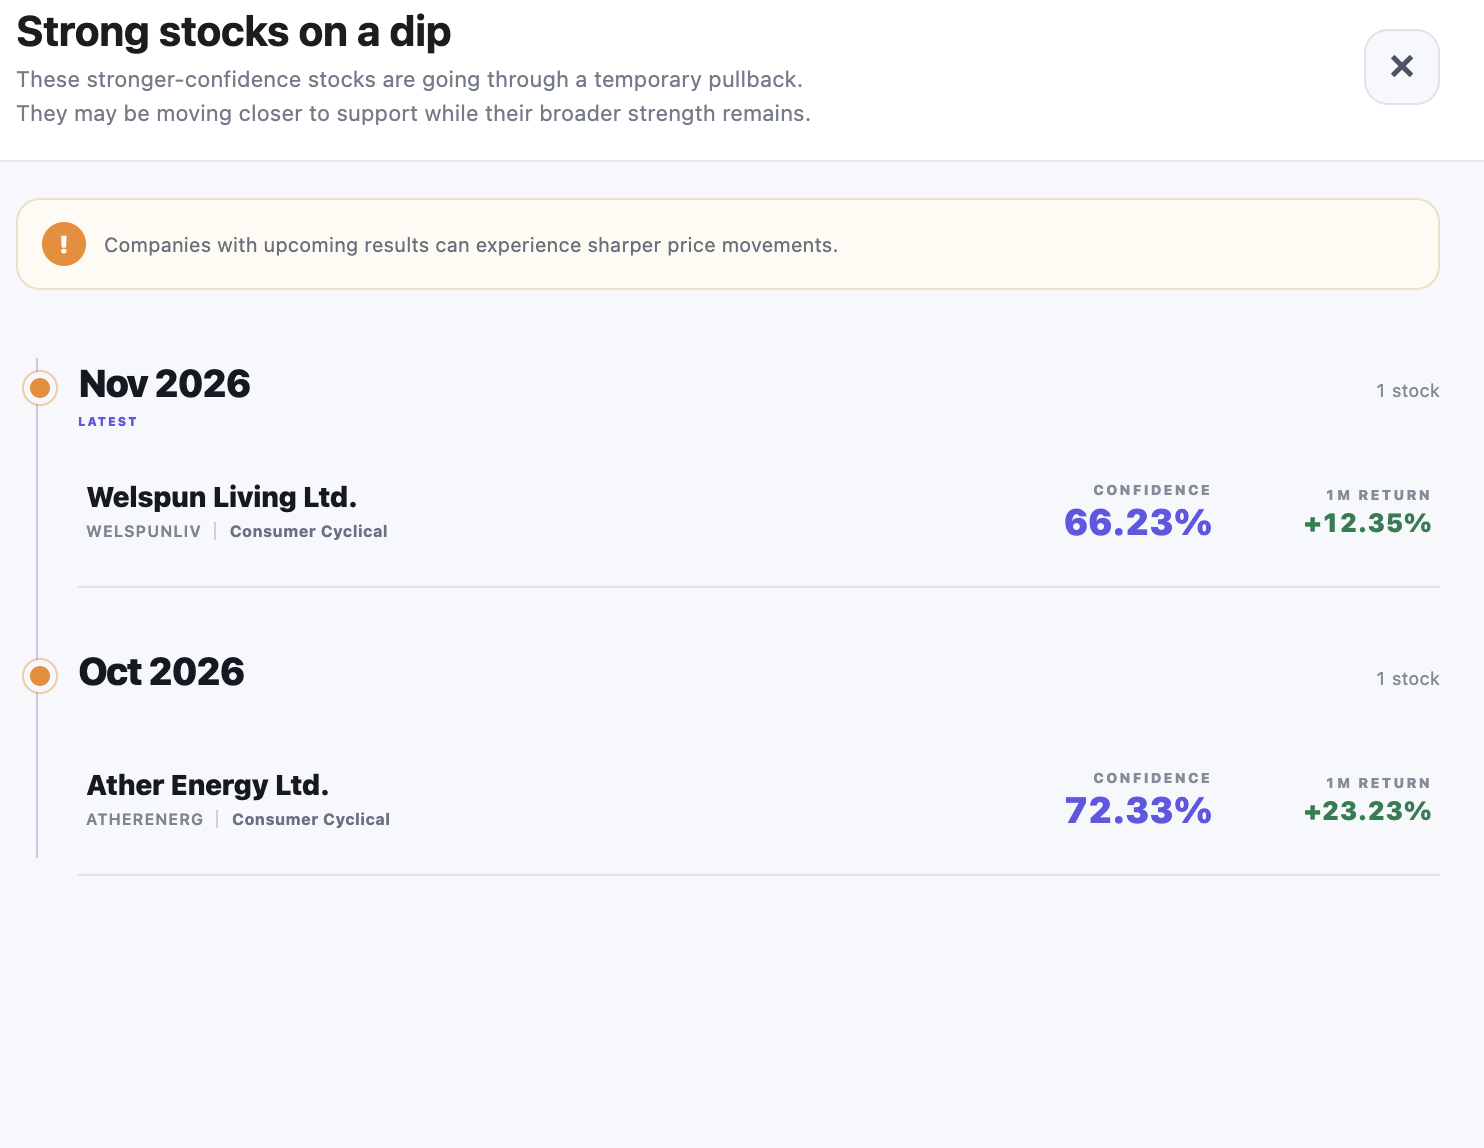 Strong stocks on a dip
These stronger-confidence stocks are going through a temporary pullback.
They may be moving closer to support while their broader strength remains.
Companies with upcoming results can experience sharper price movements.
Nov 2026
1 stock
LATEST
Welspun Living Ltd.
WELSPUNLIV | Consumer Cyclical
CONFIDENCE
66.23%
1M RETURN
+12.35%
Oct 2026
1 stock
Ather Energy Ltd.
ATHERENERG | Consumer Cyclical
CONFIDENCE
72.33%
1M RETURN
+23.23%